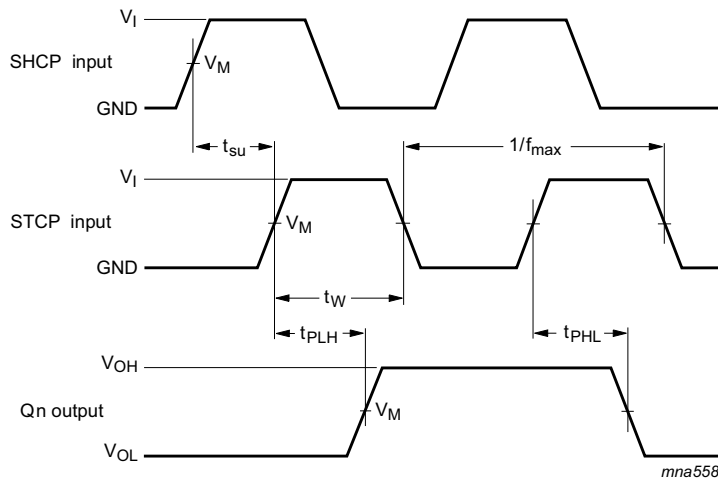 VI
SHCP input
VM
GND
tsu
1/fmax
VI
STCP input
VM
GND
tW
tPLH
tPHL
VOH
Qn output
VM
VOL
mna558